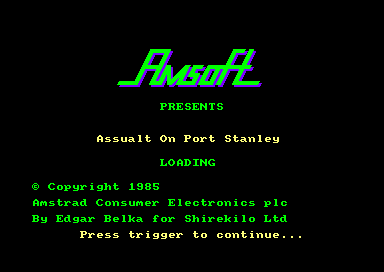 Amsoft
PRESENTS
Assualt On Port Stanley
LOADING
© Copyright 1985
Amstrad Consumer Electronics plc
By Edgar Belka for Shirekilo Ltd
Press trigger to continue...